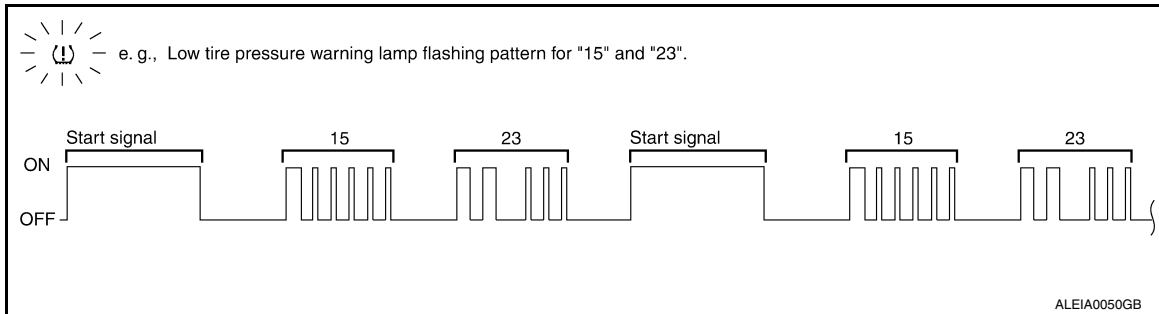 e. g., Low tire pressure warning lamp flashing pattern for "15" and "23".
Start signal 15 23 Start signal 15 23
ON
OFF
ALEIA0050GB